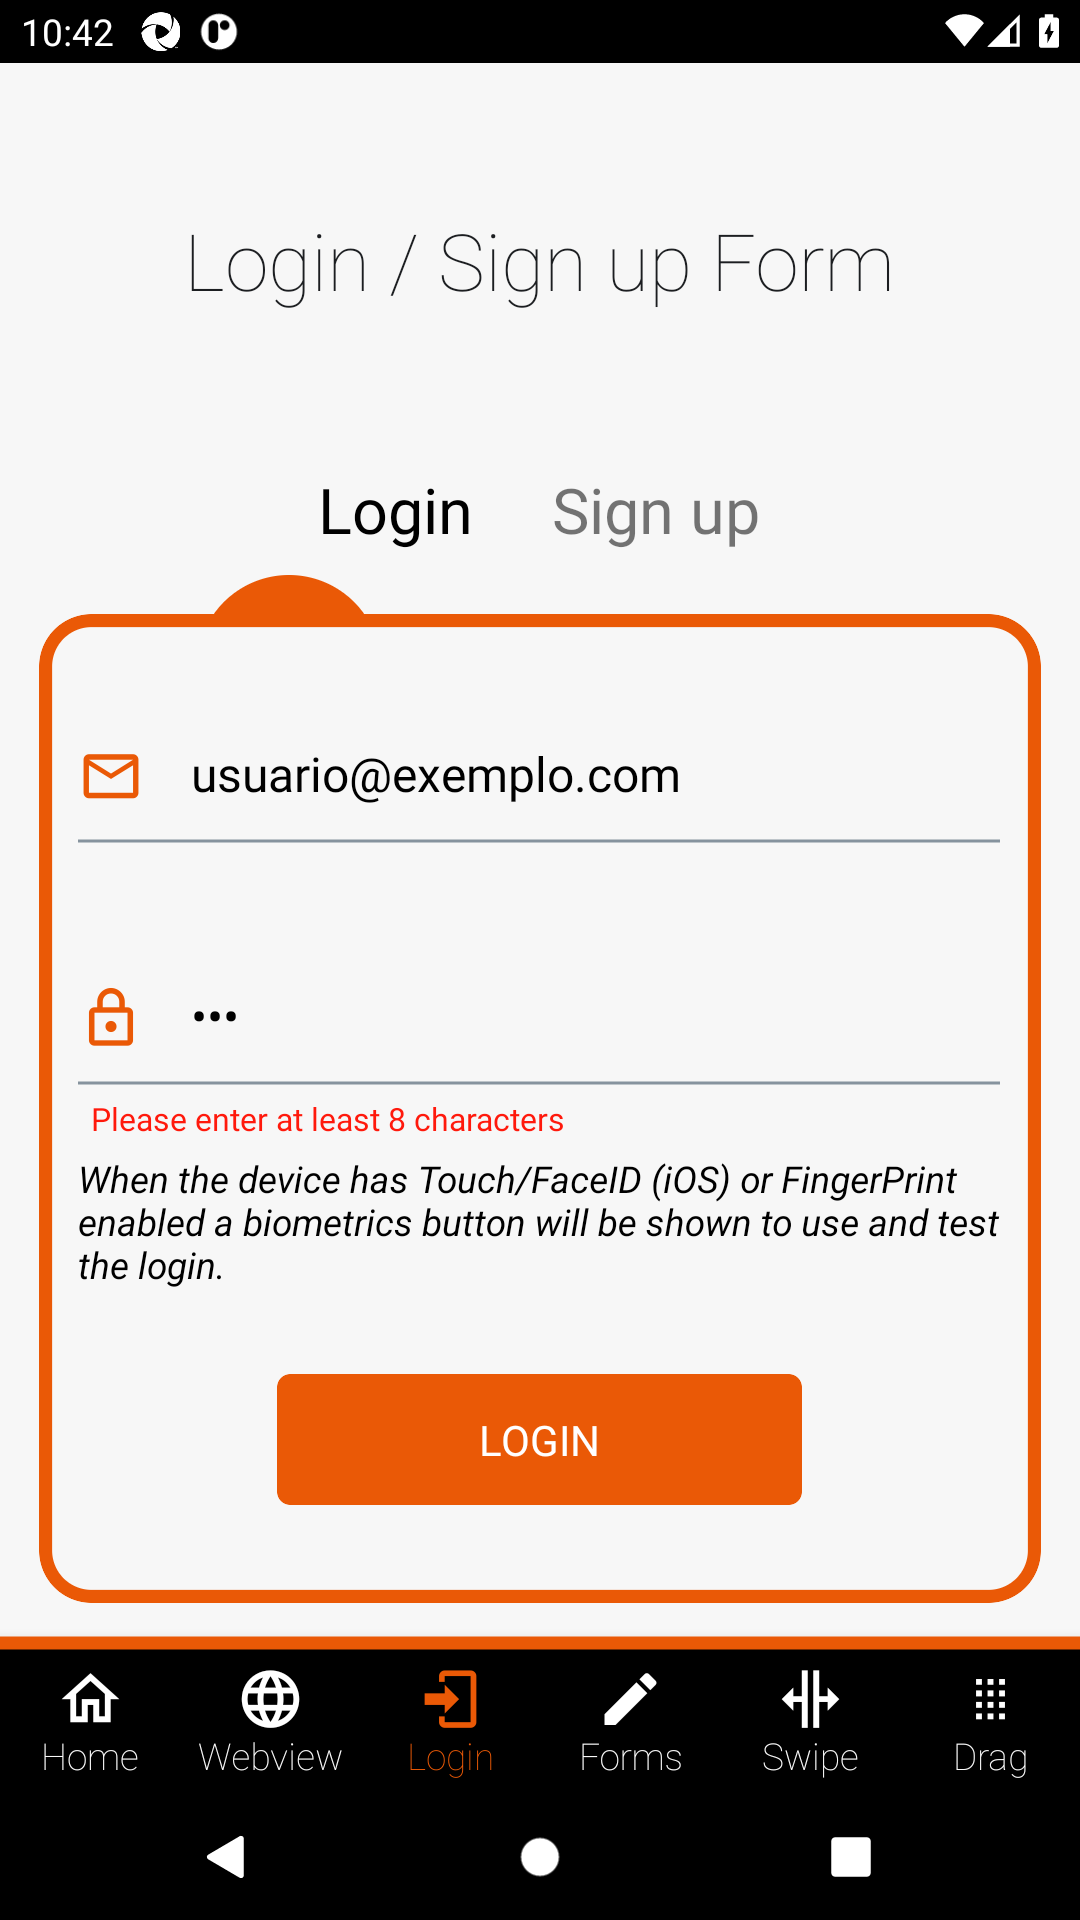 10:42
Login / Sign up Form
Login Sign up
usuario@exemplo.com
•••
Please enter at least 8 characters
When the device has Touch/FaceID (iOS) or FingerPrint
enabled a biometrics button will be shown to use and test
the login.
LOGIN
Home Webview Login Forms Swipe Drag